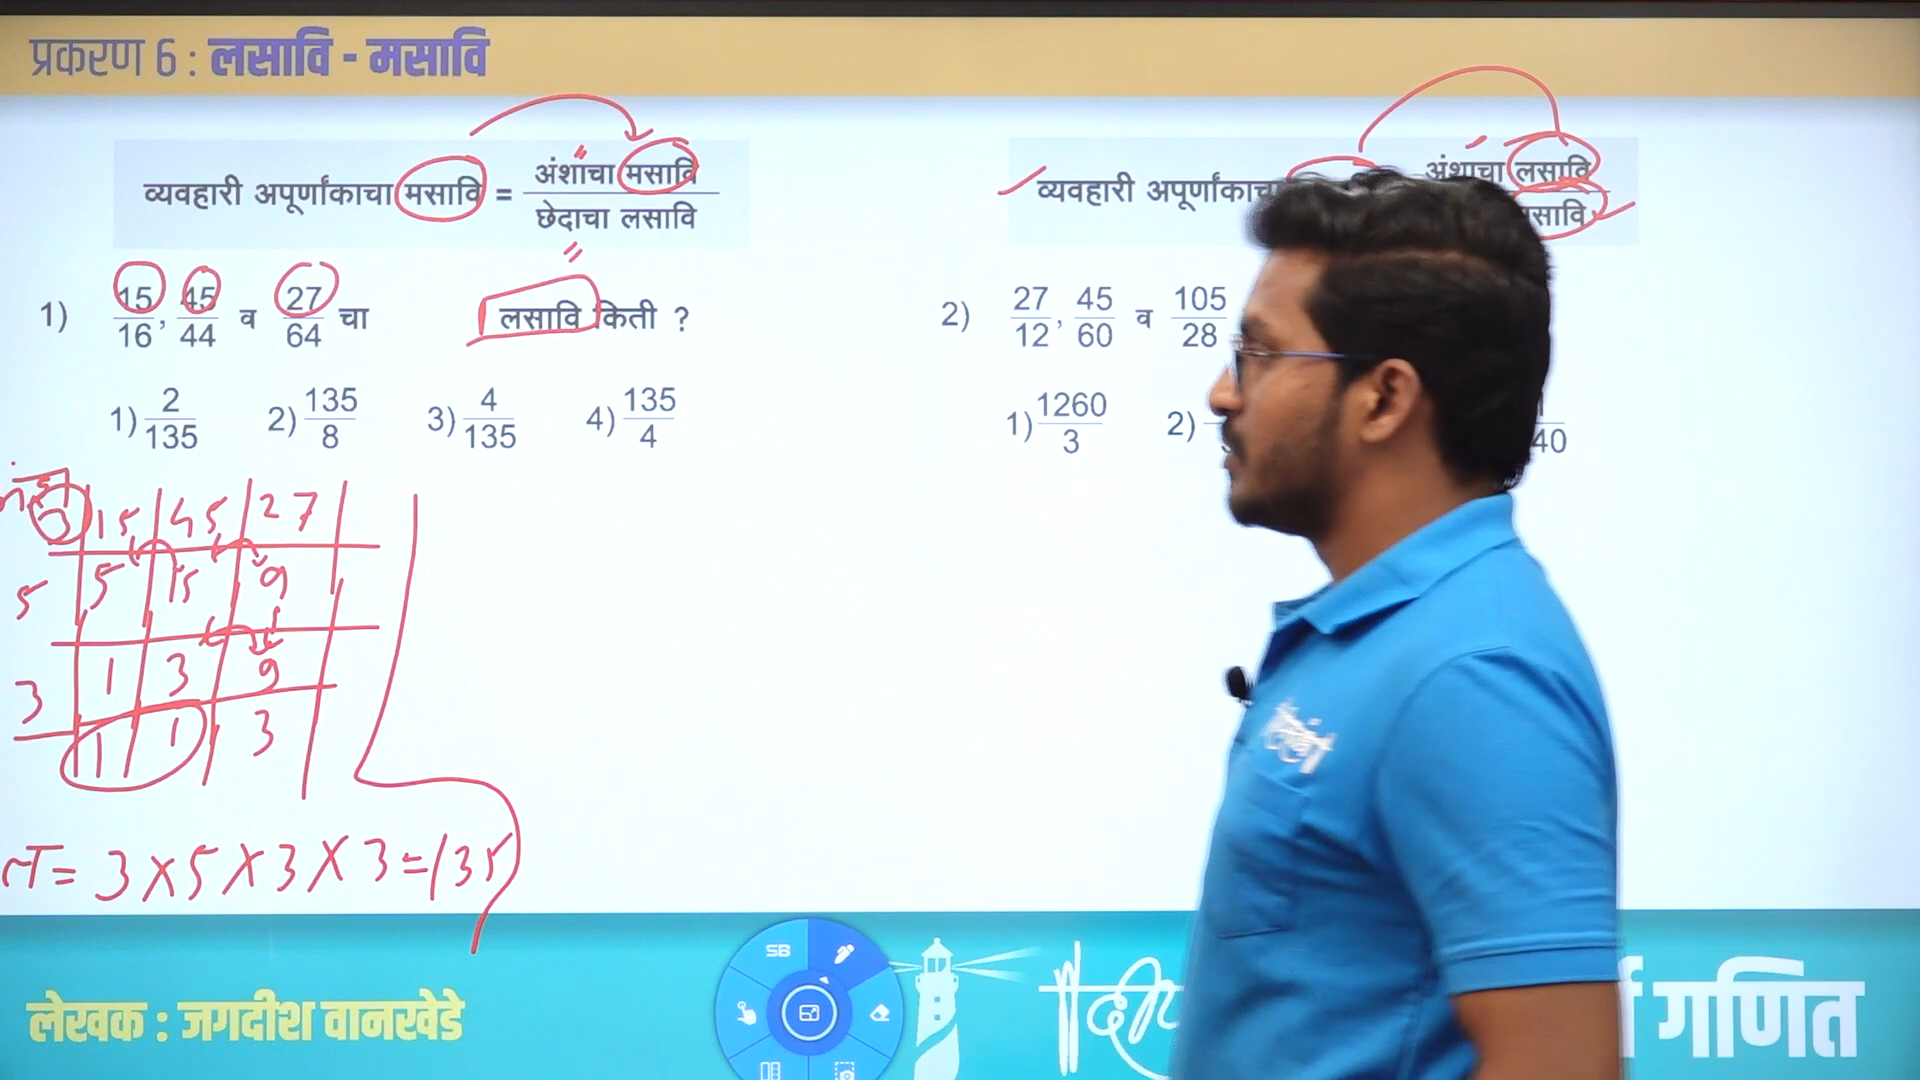 प्रकरण 6 : लसावि - मसावि
व्यवहारी अपूर्णांकाचा मसावि = अंशाचा मसावि / छेदाचा लसावि
1) 15/16, 45/44 व 27/64 चा लसावि किती ?
1) 2/135 2) 135/8 3) 4/135 4) 135/4
3 | 15 | 45 | 27
5 | 5 | 15 | 9
3 | 1 | 3 | 9
1 | 1 | 3
ल = 3 × 5 × 3 × 3 = 135
व्यवहारी अपूर्णांकाचा
अंशाचा लसावि
2) 27/12, 45/60 व 105/28
1) 1260/3 2)
40
लेखक : जगदीश वानखेडे
SB
गणित